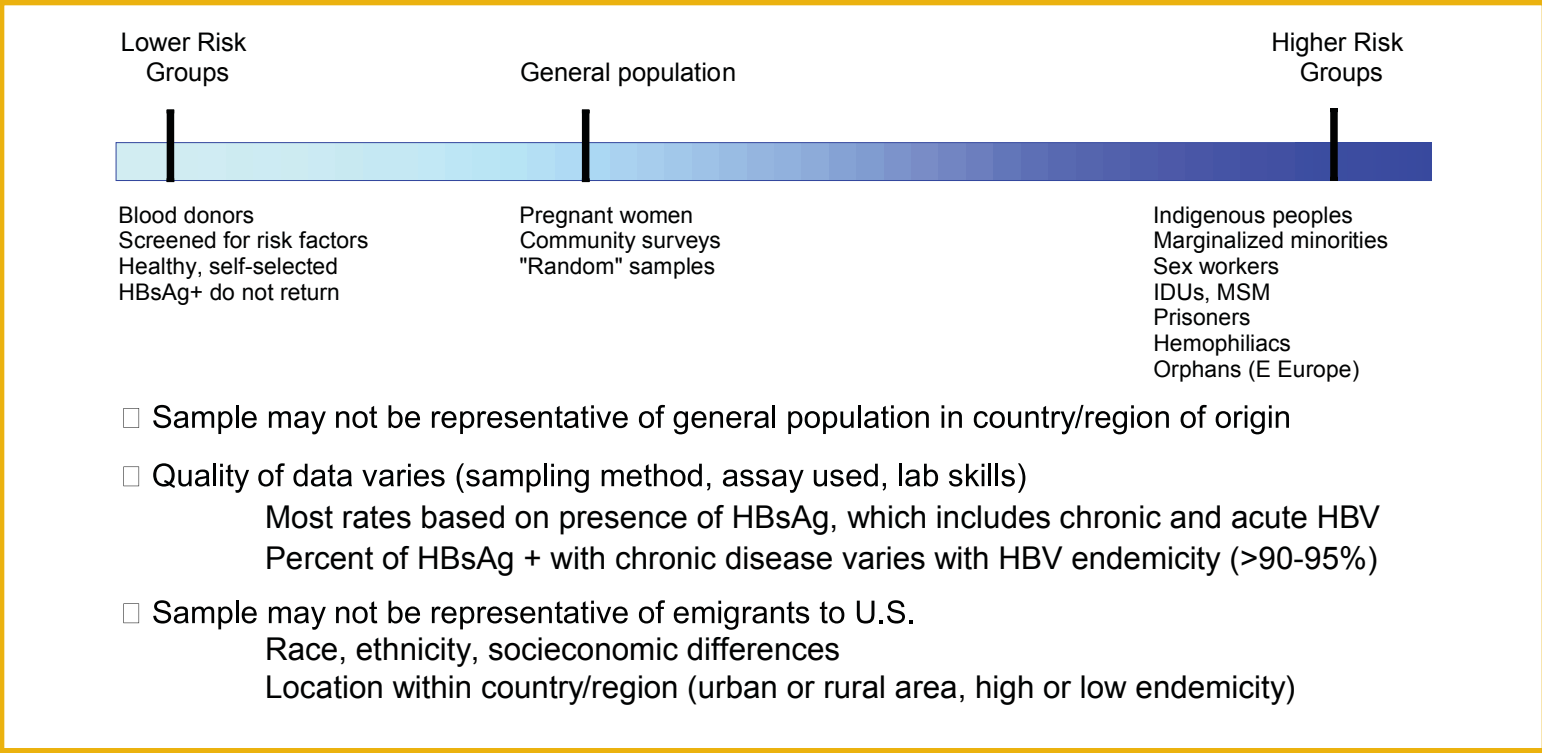 Lower Risk
Groups
General population
Higher Risk
Groups
Blood donors
Screened for risk factors
Healthy, self-selected
HBsAg+ do not return
Pregnant women
Community surveys
"Random" samples
Indigenous peoples
Marginalized minorities
Sex workers
IDUs, MSM
Prisoners
Hemophiliacs
Orphans (E Europe)
□ Sample may not be representative of general population in country/region of origin
□ Quality of data varies (sampling method, assay used, lab skills)
Most rates based on presence of HBsAg, which includes chronic and acute HBV
Percent of HBsAg + with chronic disease varies with HBV endemicity (>90-95%)
□ Sample may not be representative of emigrants to U.S.
Race, ethnicity, socieconomic differences
Location within country/region (urban or rural area, high or low endemicity)